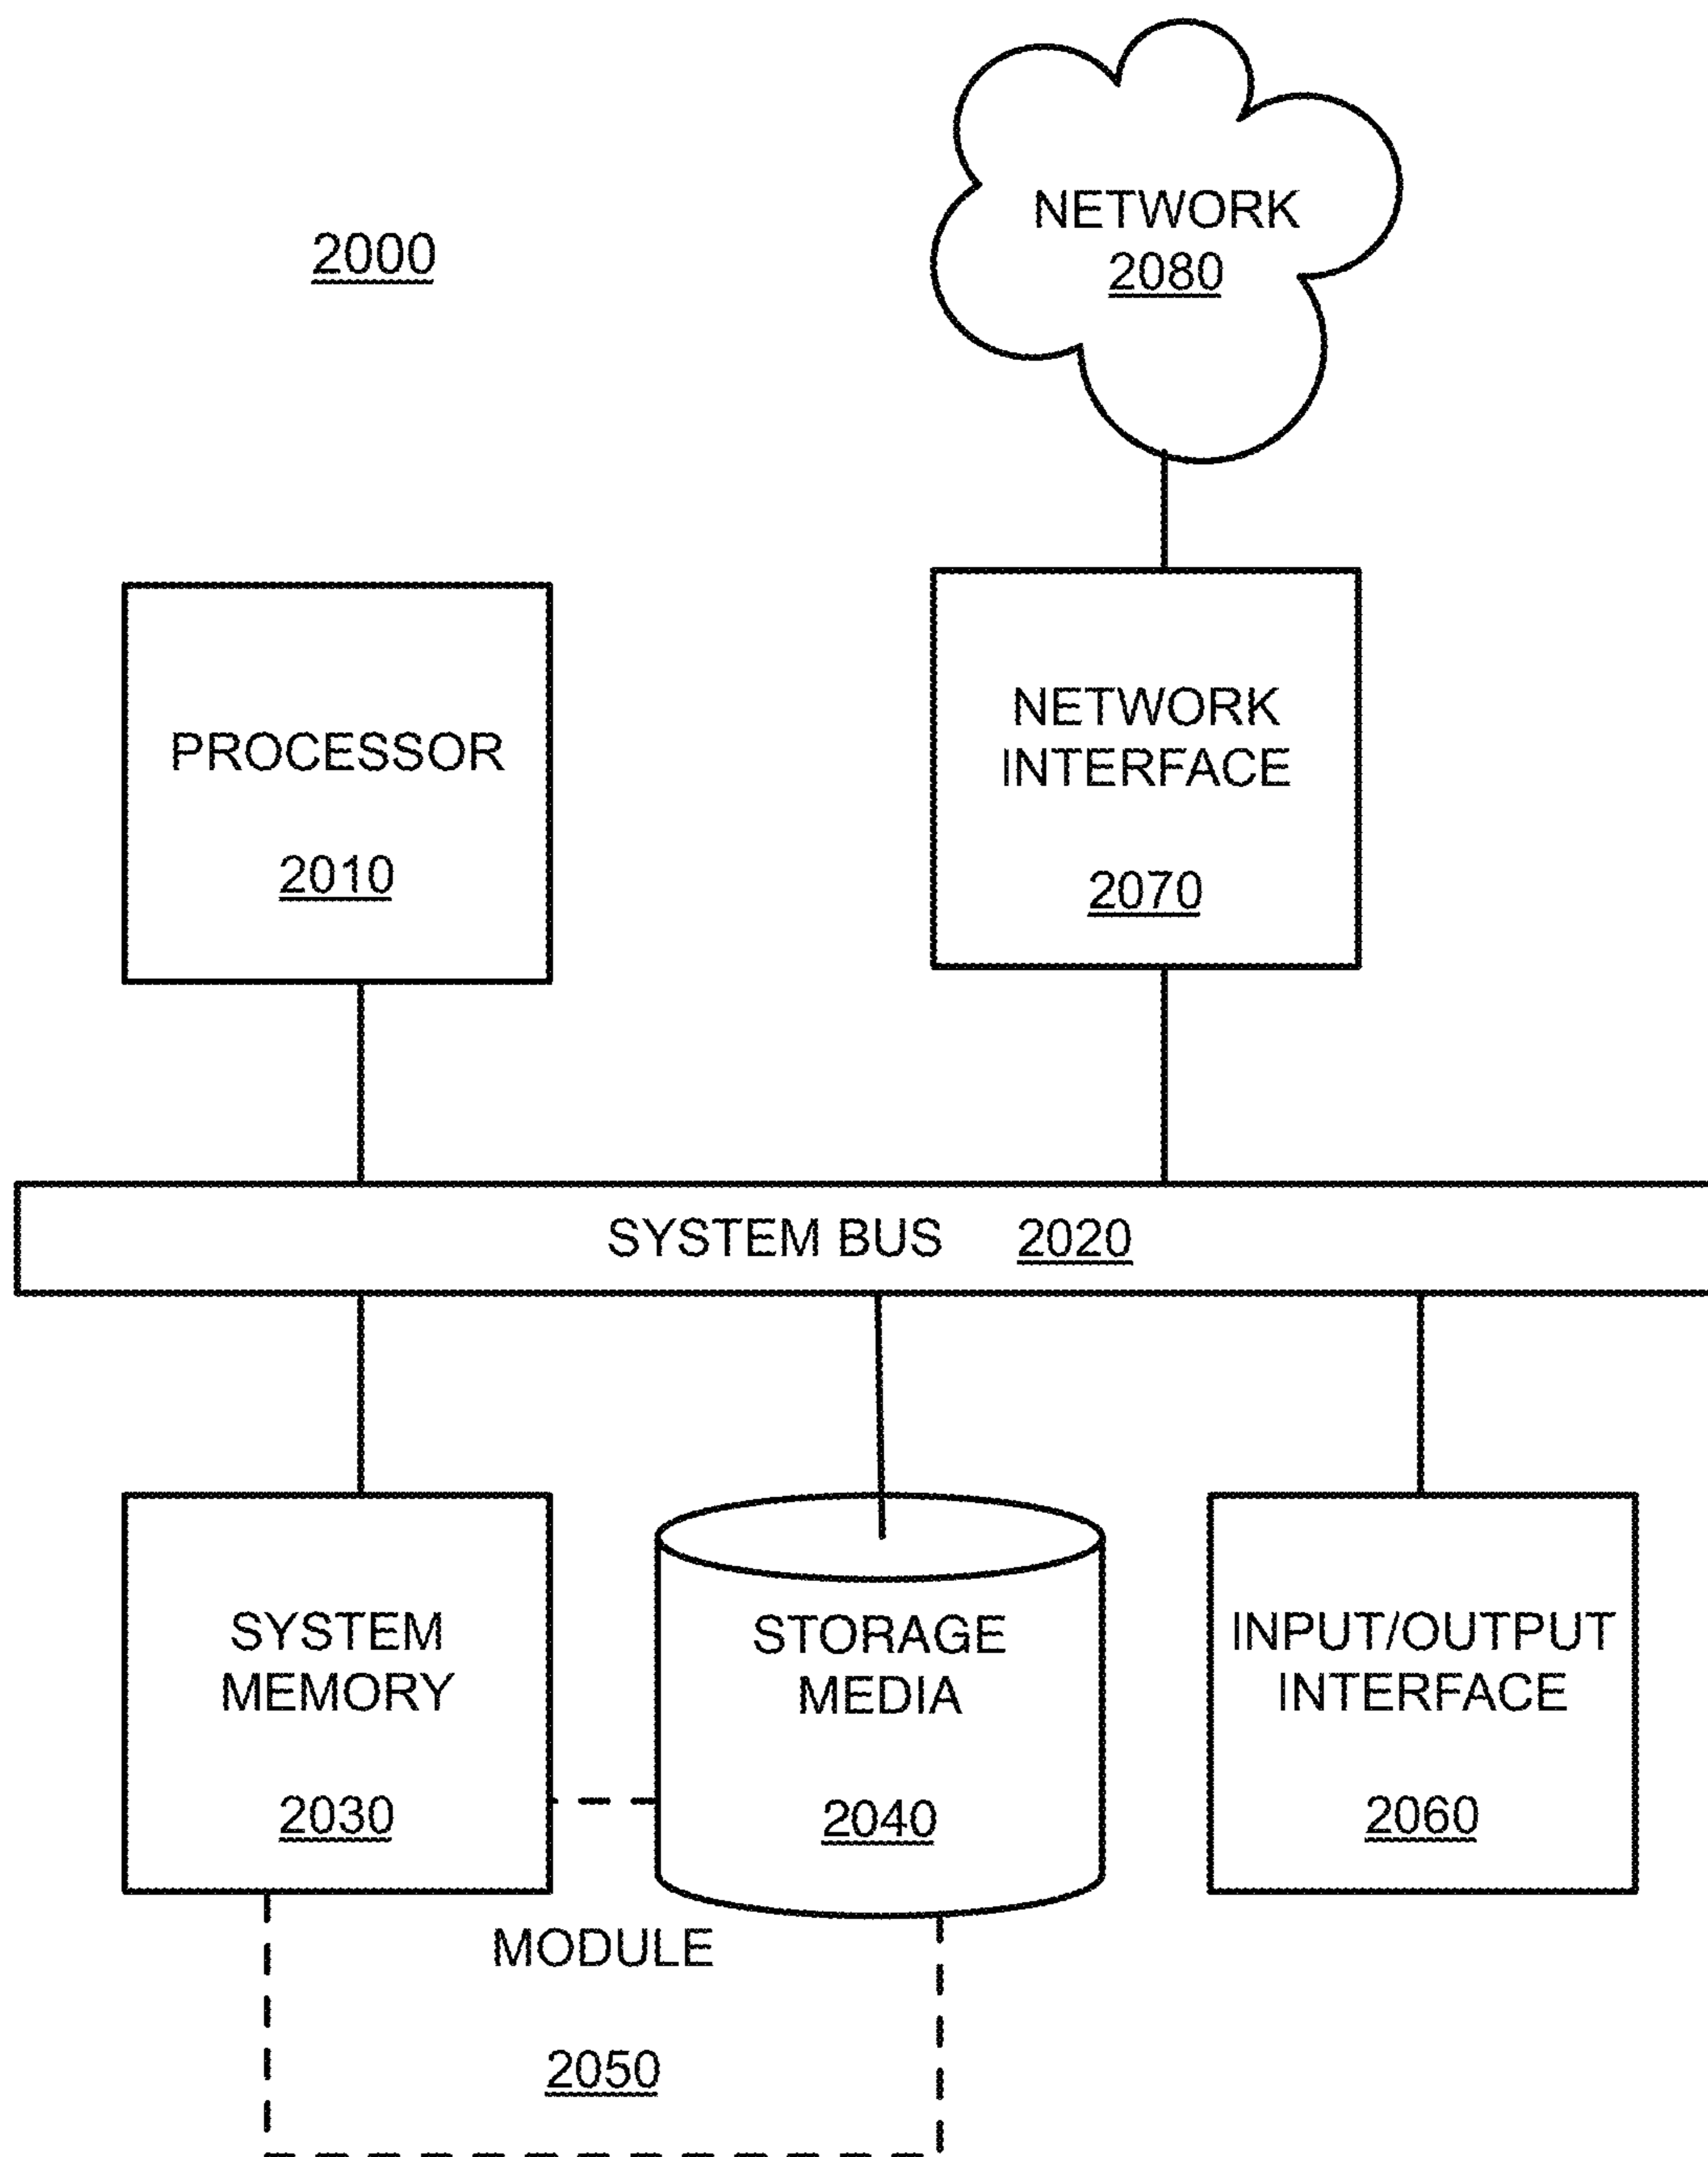 2000
NETWORK
2080
PROCESSOR
2010
NETWORK
INTERFACE
2070
SYSTEM BUS 2020
SYSTEM
MEMORY
2030
STORAGE
MEDIA
2040
INPUT/OUTPUT
INTERFACE
2060
MODULE
2050